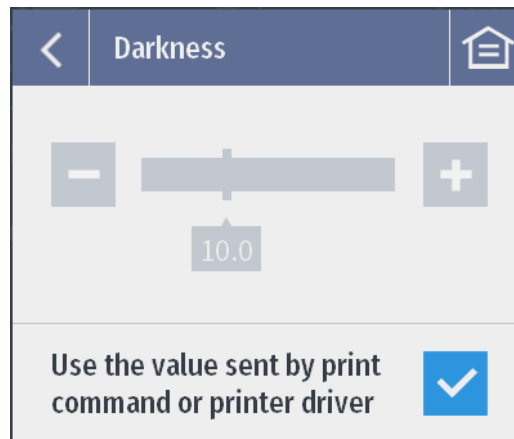 Darkness
10.0
Use the value sent by print
command or printer driver